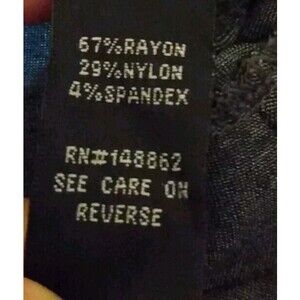 67%RAYON
29%NYLON
4%SPANDEX
RN#148862
SEE CARE ON
REVERSE